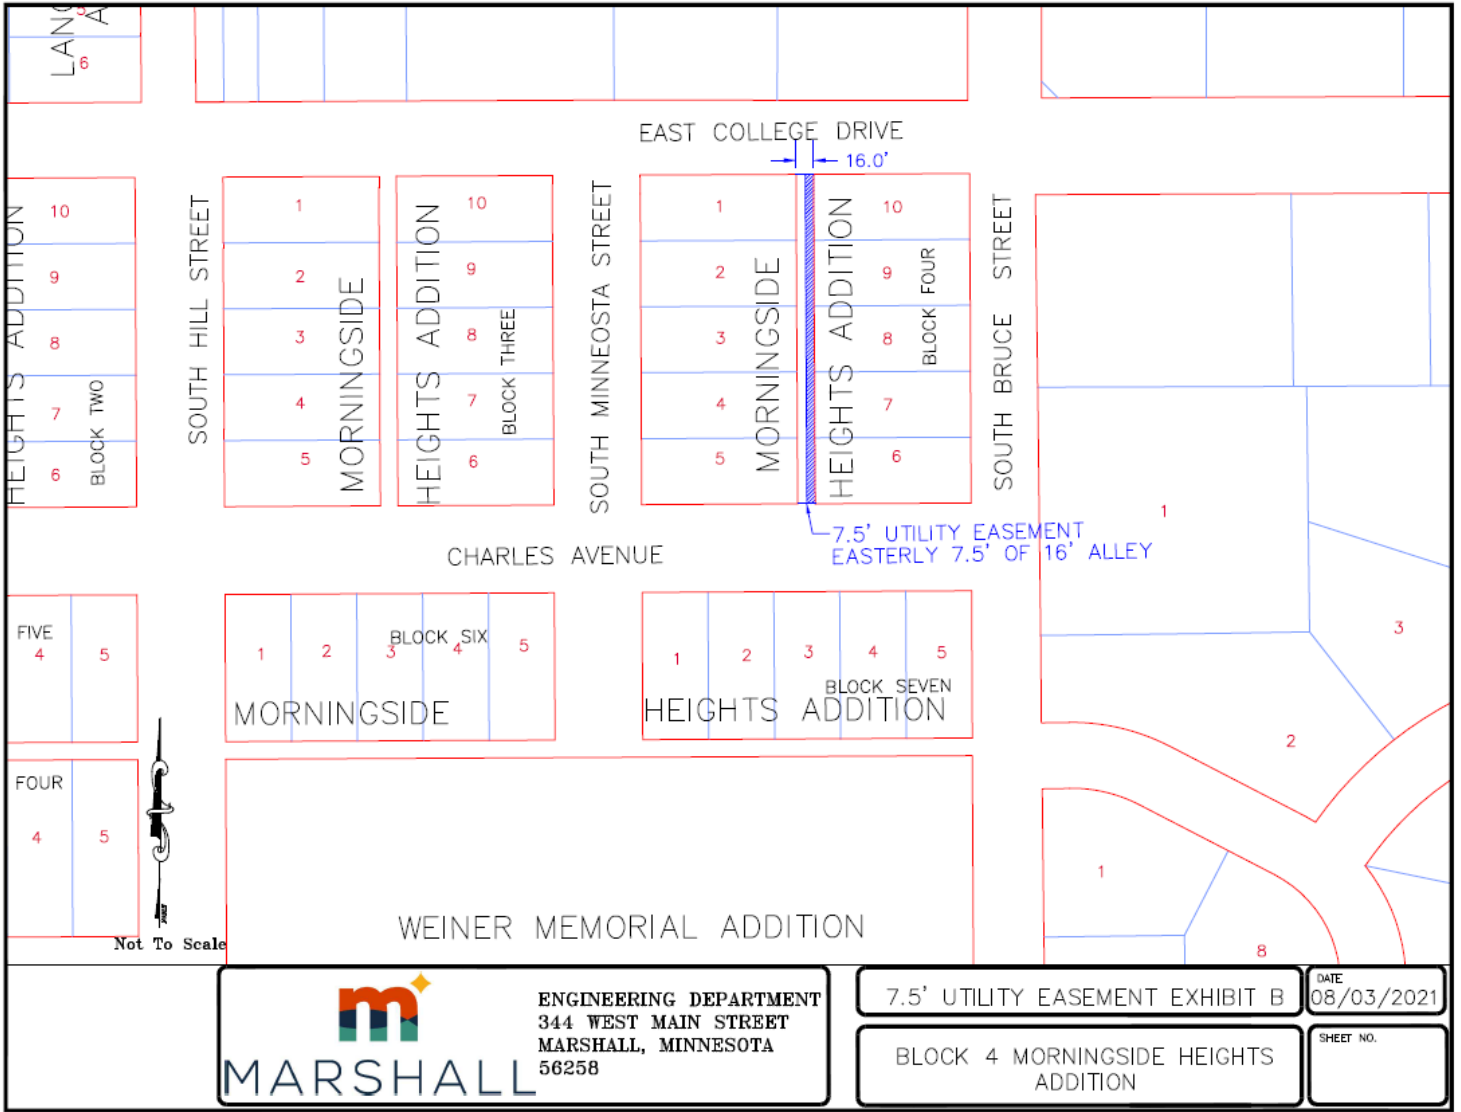 LANG
A
5
6
EAST COLLEGE DRIVE
16.0'
HEIGHTS ADDITION
10
9
8
7
6
BLOCK TWO
SOUTH HILL STREET
1
2
3
4
5
MORNINGSIDE
HEIGHTS ADDITION
10
9
8
7
6
BLOCK THREE
SOUTH MINNEOSTA STREET
1
2
3
4
5
MORNINGSIDE
HEIGHTS ADDITION
10
9
8
7
6
BLOCK FOUR
SOUTH BRUCE STREET
1
7.5' UTILITY EASEMENT
EASTERLY 7.5' OF 16' ALLEY
CHARLES AVENUE
FIVE
4
5
1
2
3
4
5
BLOCK SIX
MORNINGSIDE
1
2
3
4
5
BLOCK SEVEN
HEIGHTS ADDITION
3
2
FOUR
4
5
1
8
WEINER MEMORIAL ADDITION
Not To Scale
m
MARSHALL
ENGINEERING DEPARTMENT
344 WEST MAIN STREET
MARSHALL, MINNESOTA
56258
7.5' UTILITY EASEMENT EXHIBIT B
DATE
08/03/2021
BLOCK 4 MORNINGSIDE HEIGHTS
ADDITION
SHEET NO.